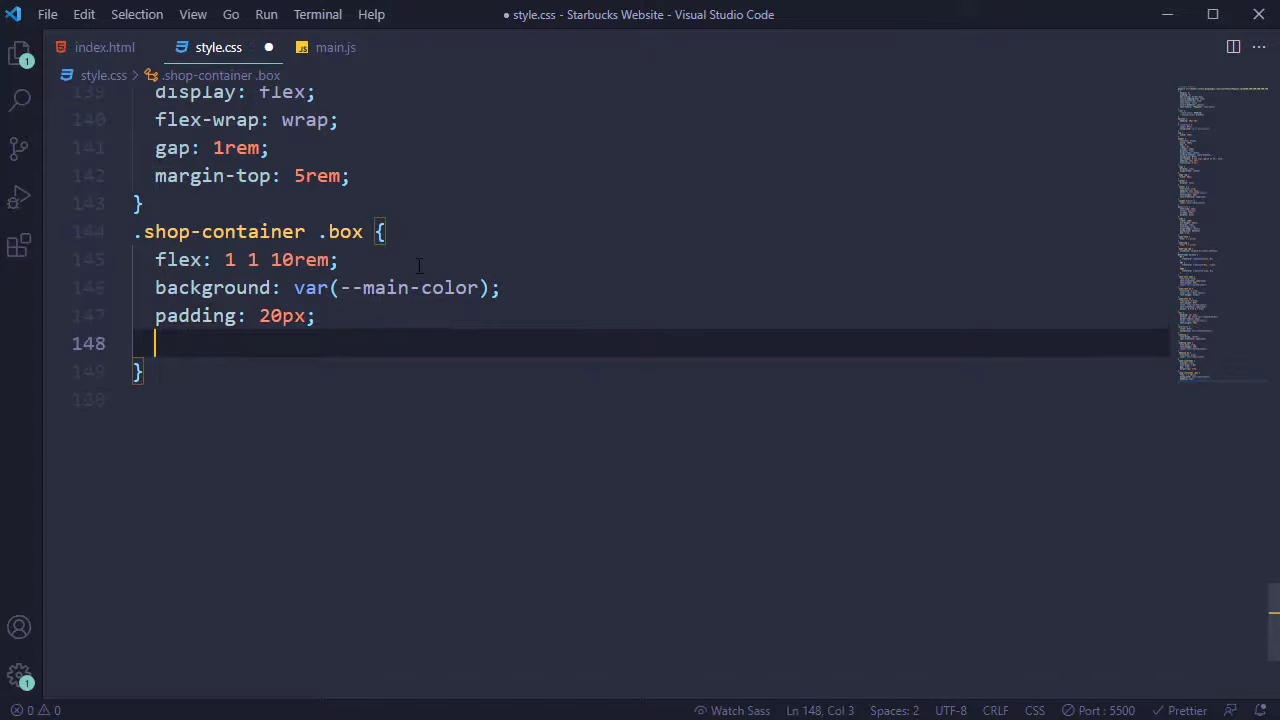 File Edit Selection View Go Run Terminal Help
● style.css - Starbucks Website - Visual Studio Code
index.html style.css ● JS main.js
style.css > .shop-container .box
139 display: flex;
140 flex-wrap: wrap;
141 gap: 1rem;
142 margin-top: 5rem;
143 }
144 .shop-container .box {
145 flex: 1 1 10rem;
146 background: var(--main-color);
147 padding: 20px;
148
149 }
150
1
1
0 0 Watch Sass Ln 148, Col 3 Spaces: 2 UTF-8 CRLF CSS Port : 5500 Prettier